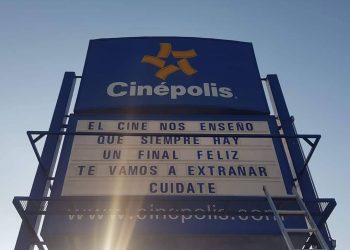 Cinépolis
EL CINE NOS ENSEÑO
QUE SIEMPRE HAY
UN FINAL FELIZ
TE VAMOS A EXTRAÑAR
CUIDATE
www.cinepolis.com